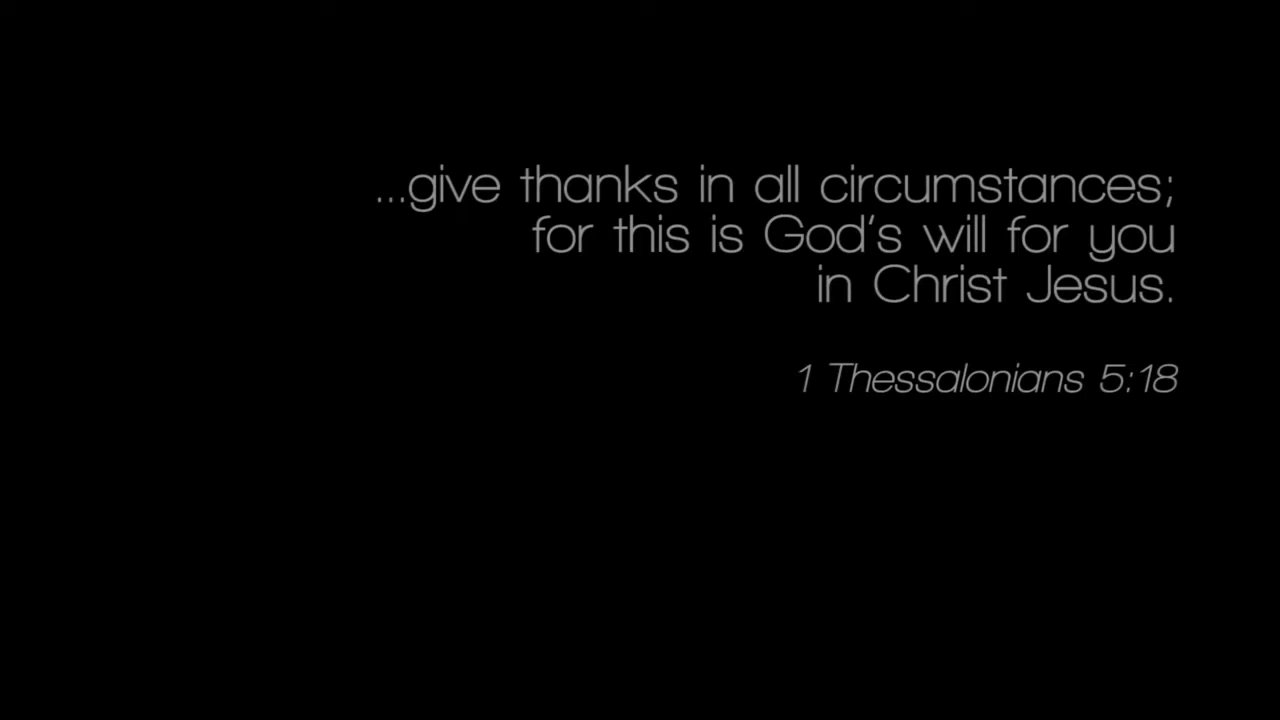 ...give thanks in all circumstances;
for this is God's will for you
in Christ Jesus.
1 Thessalonians 5:18